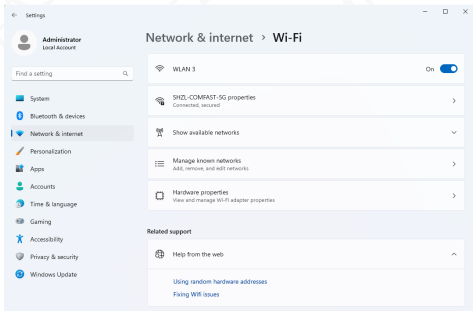 Settings
Administrator
Local Account
Find a setting
System
Bluetooth & devices
Network & internet
Personalization
Apps
Accounts
Time & language
Gaming
Accessibility
Privacy & security
Windows Update
Network & internet > Wi-Fi
WLAN 3
On
SHZL-COMFAST-5G properties
Connected, secured
Show available networks
Manage known networks
Add, remove, and edit networks
Hardware properties
View and manage Wi-Fi adapter properties
Related support
Help from the web
Using random hardware addresses
Fixing Wifi issues